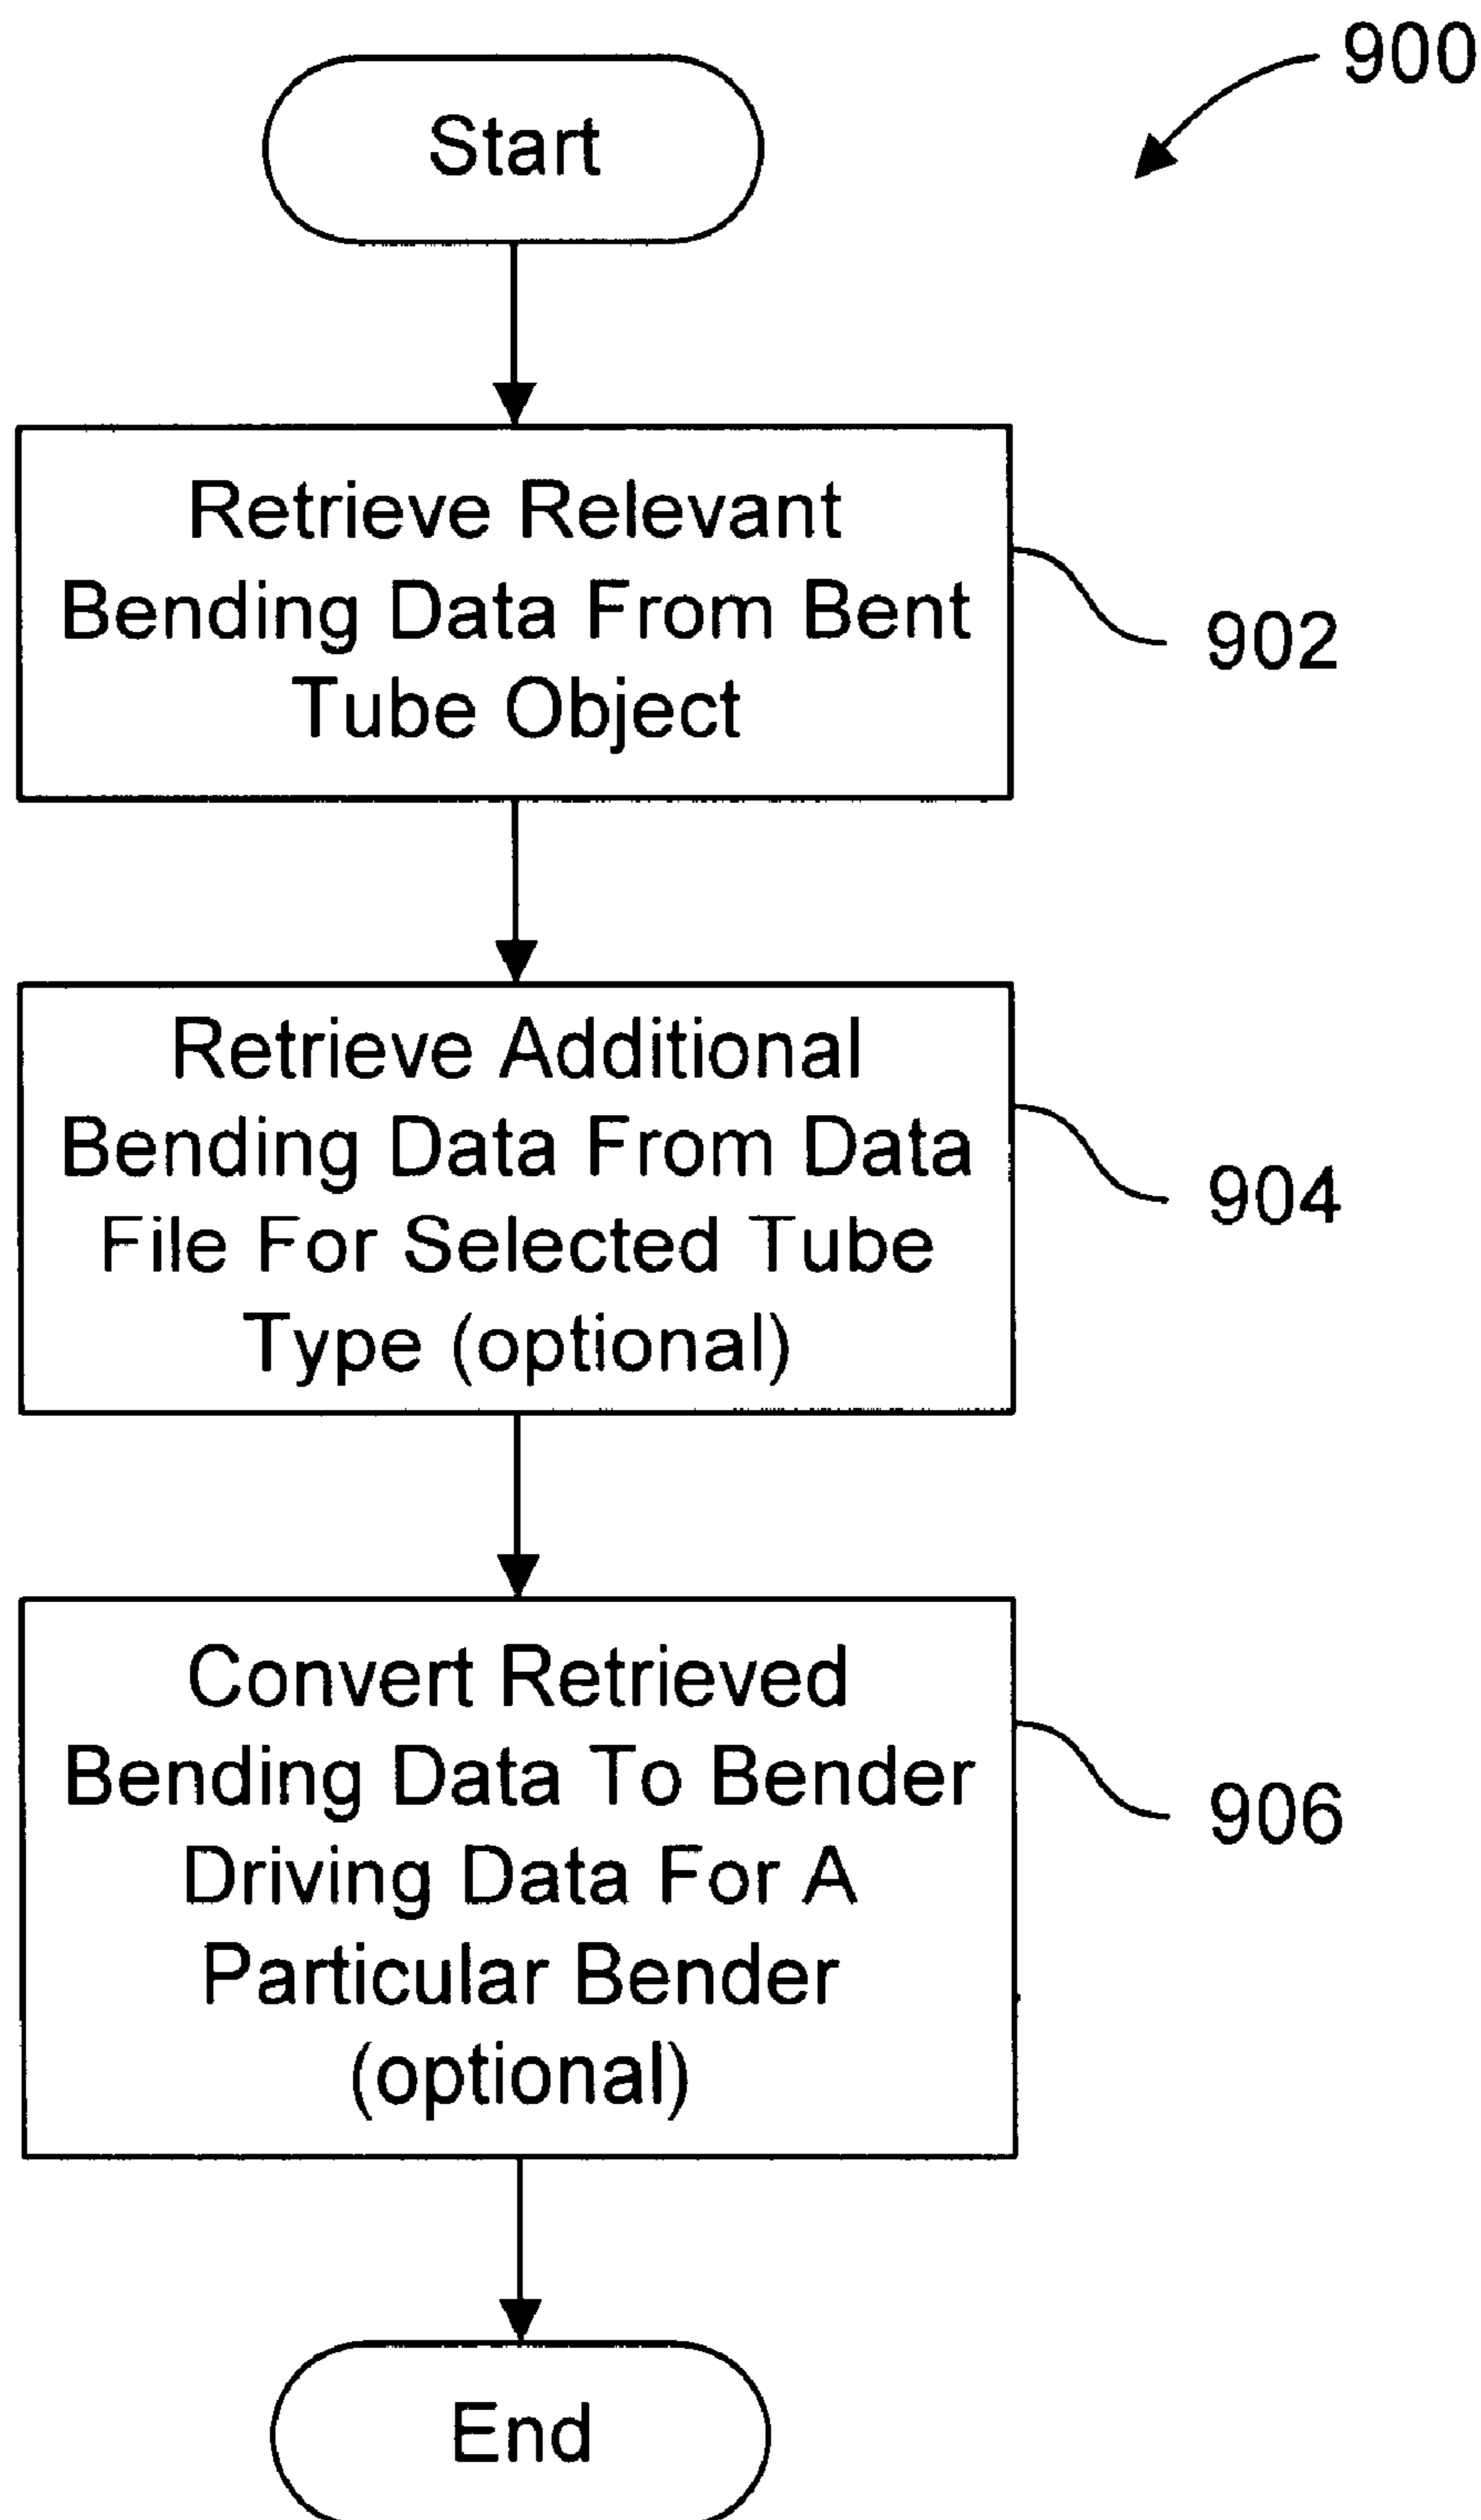 900
Start
Retrieve Relevant
Bending Data From Bent
Tube Object
902
Retrieve Additional
Bending Data From Data
File For Selected Tube
Type (optional)
904
Convert Retrieved
Bending Data To Bender
Driving Data For A
Particular Bender
(optional)
906
End